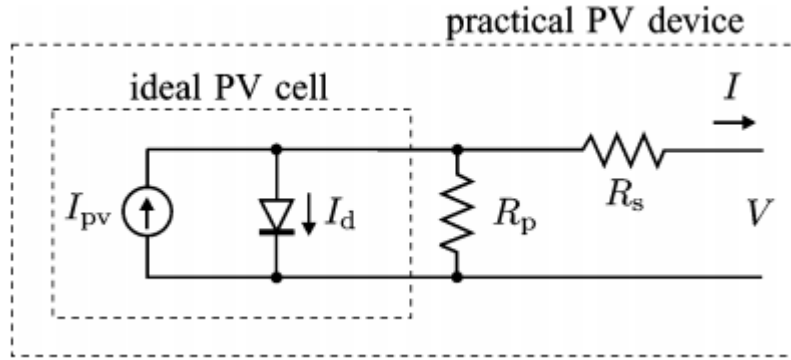 practical PV device
ideal PV cell
I
I_pv
I_d
R_p
R_s
V